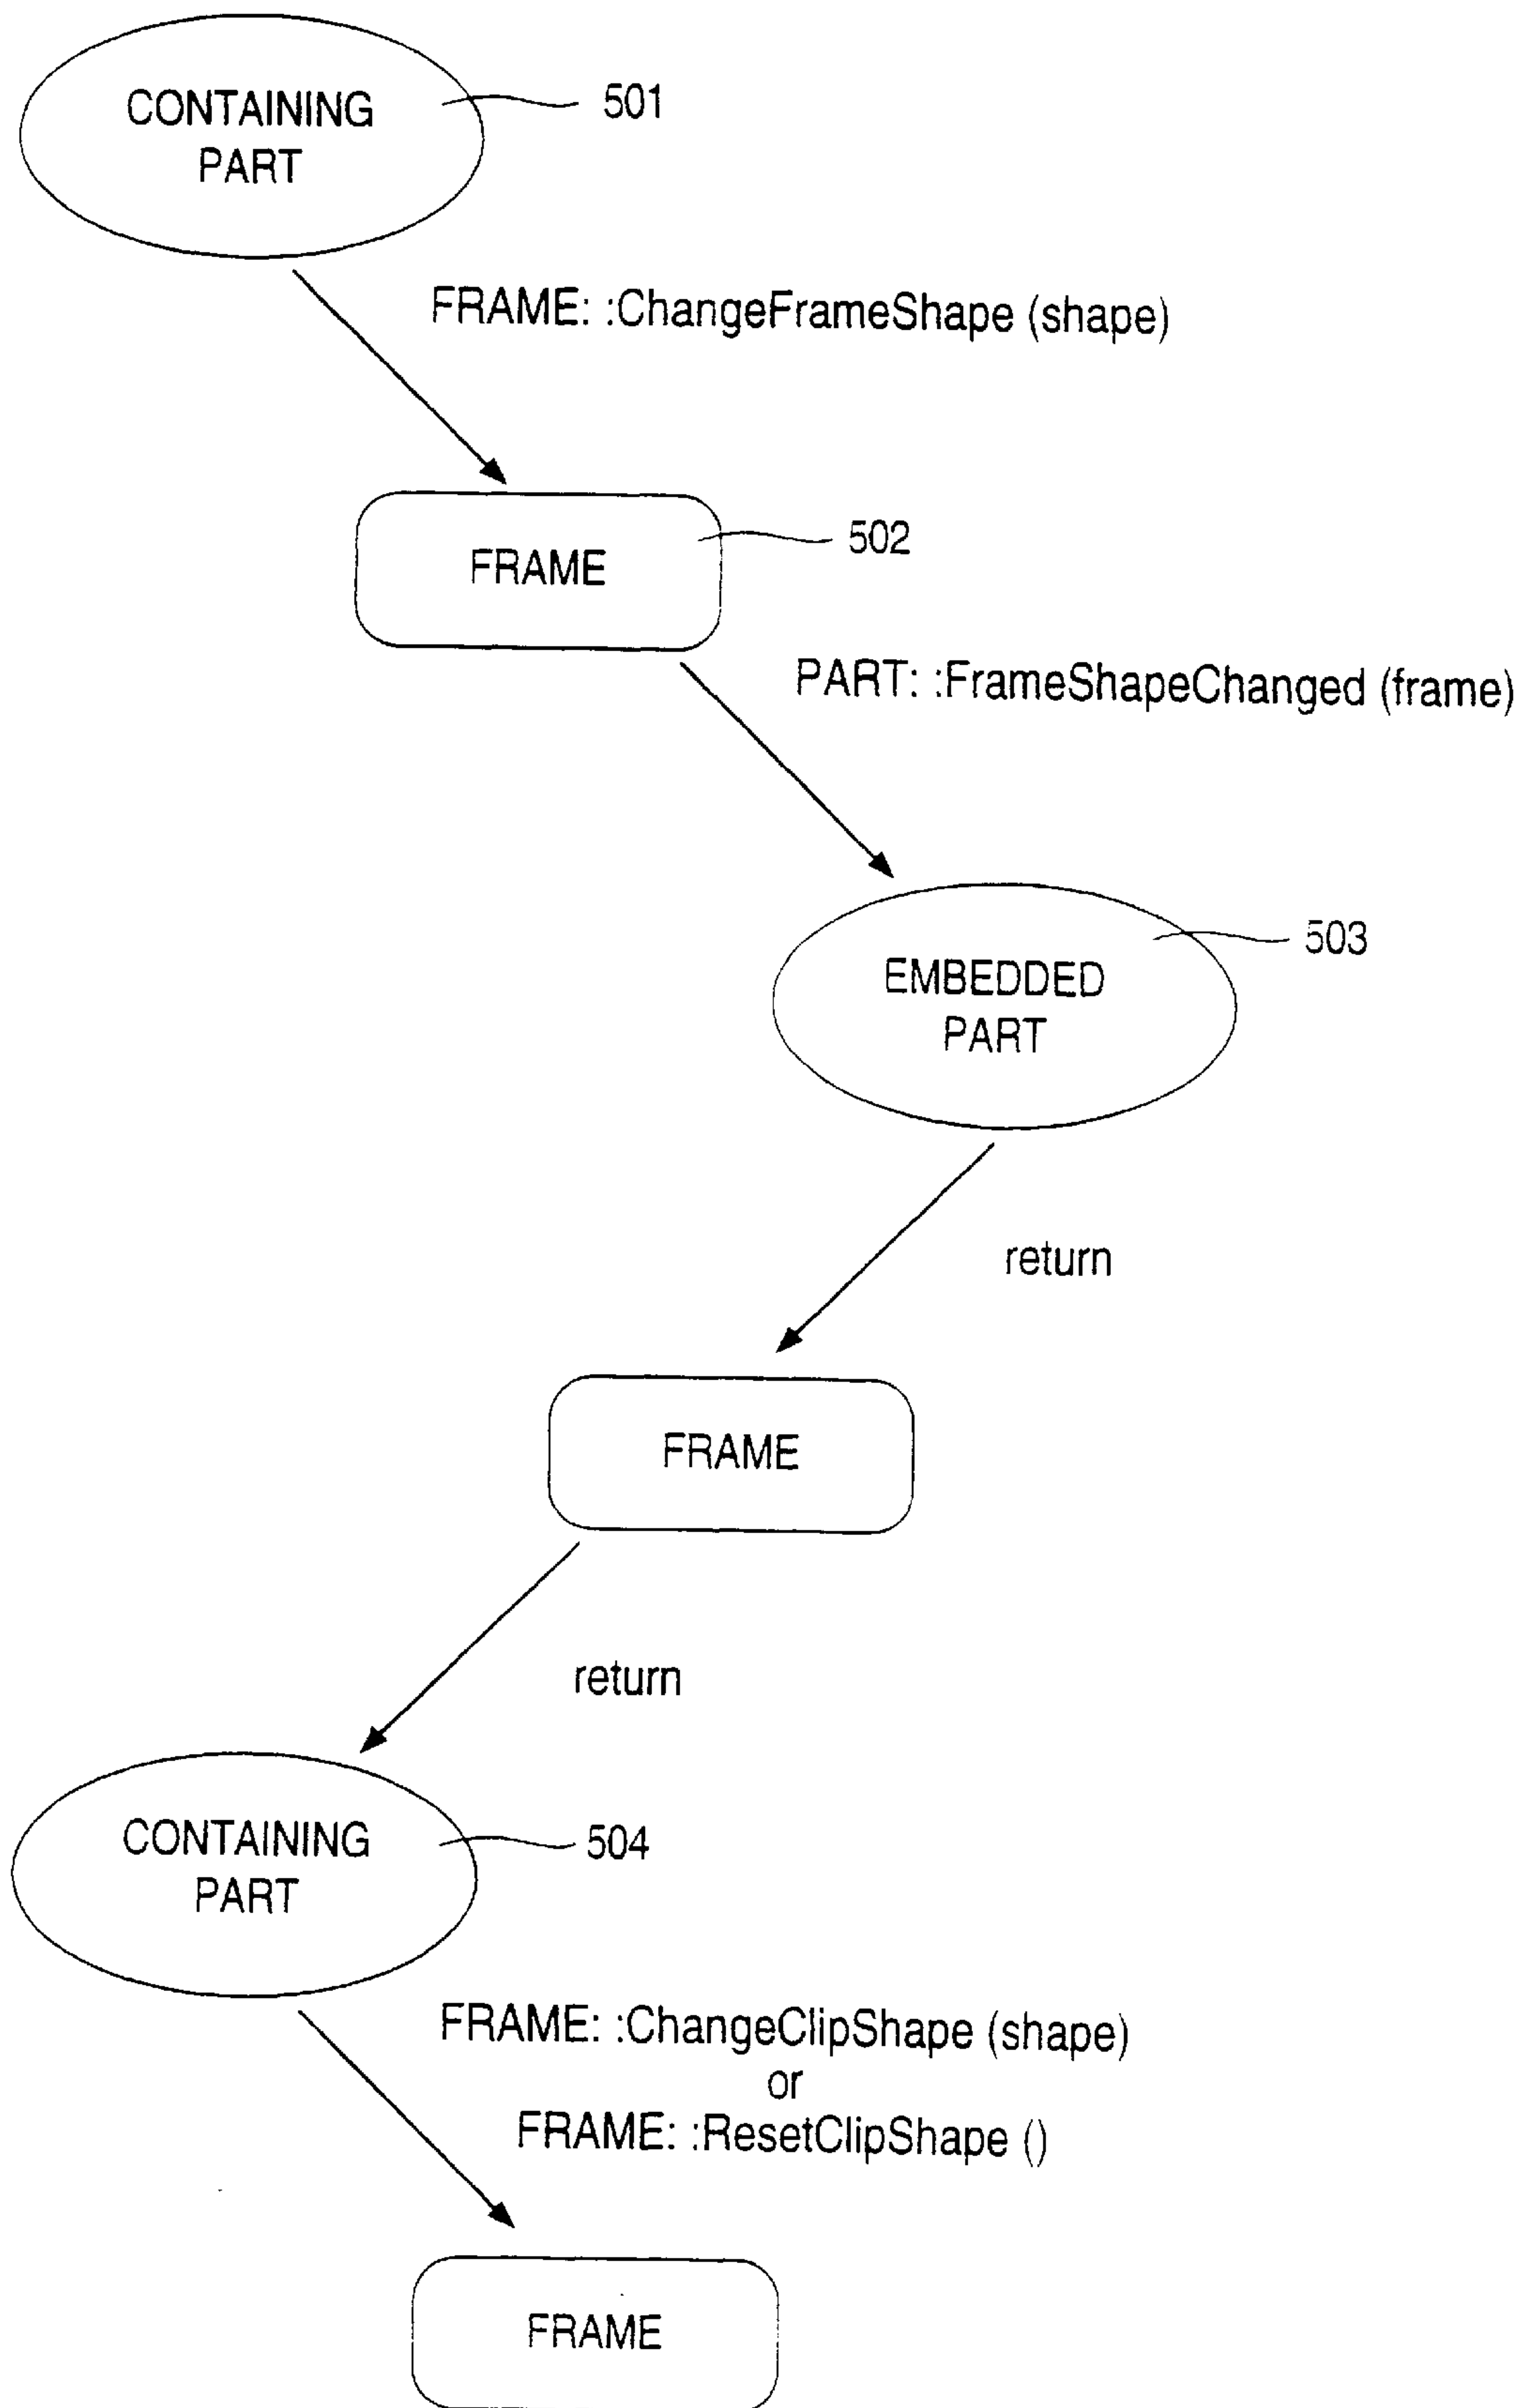 CONTAINING
PART
501
FRAME: :ChangeFrameShape (shape)
FRAME
502
PART: :FrameShapeChanged (frame)
EMBEDDED
PART
503
return
FRAME
return
CONTAINING
PART
504
FRAME: :ChangeClipShape (shape)
or
FRAME: :ResetClipShape ()
FRAME